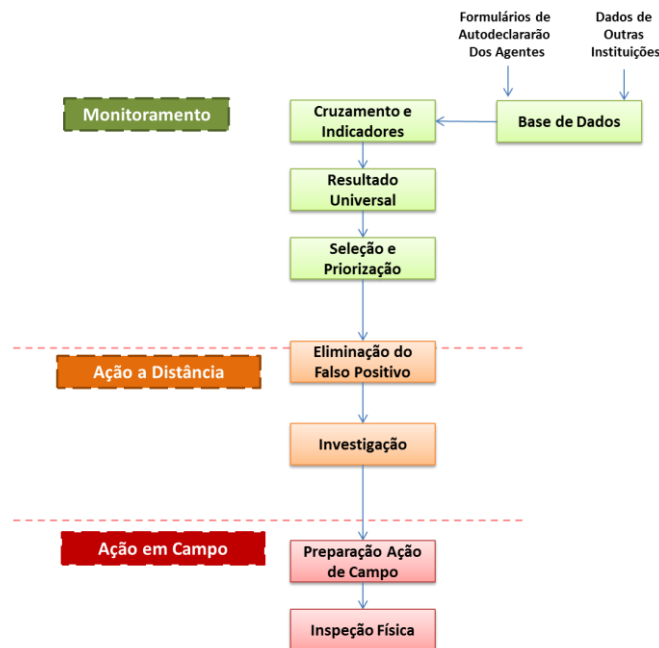 Formulários de
Autodeclararão
Dos Agentes
Dados de
Outras
Instituições
Monitoramento
Cruzamento e
Indicadores
Base de Dados
Resultado
Universal
Seleção e
Priorização
Eliminação do
Falso Positivo
Ação a Distância
Investigação
Ação em Campo
Preparação Ação
de Campo
Inspeção Física